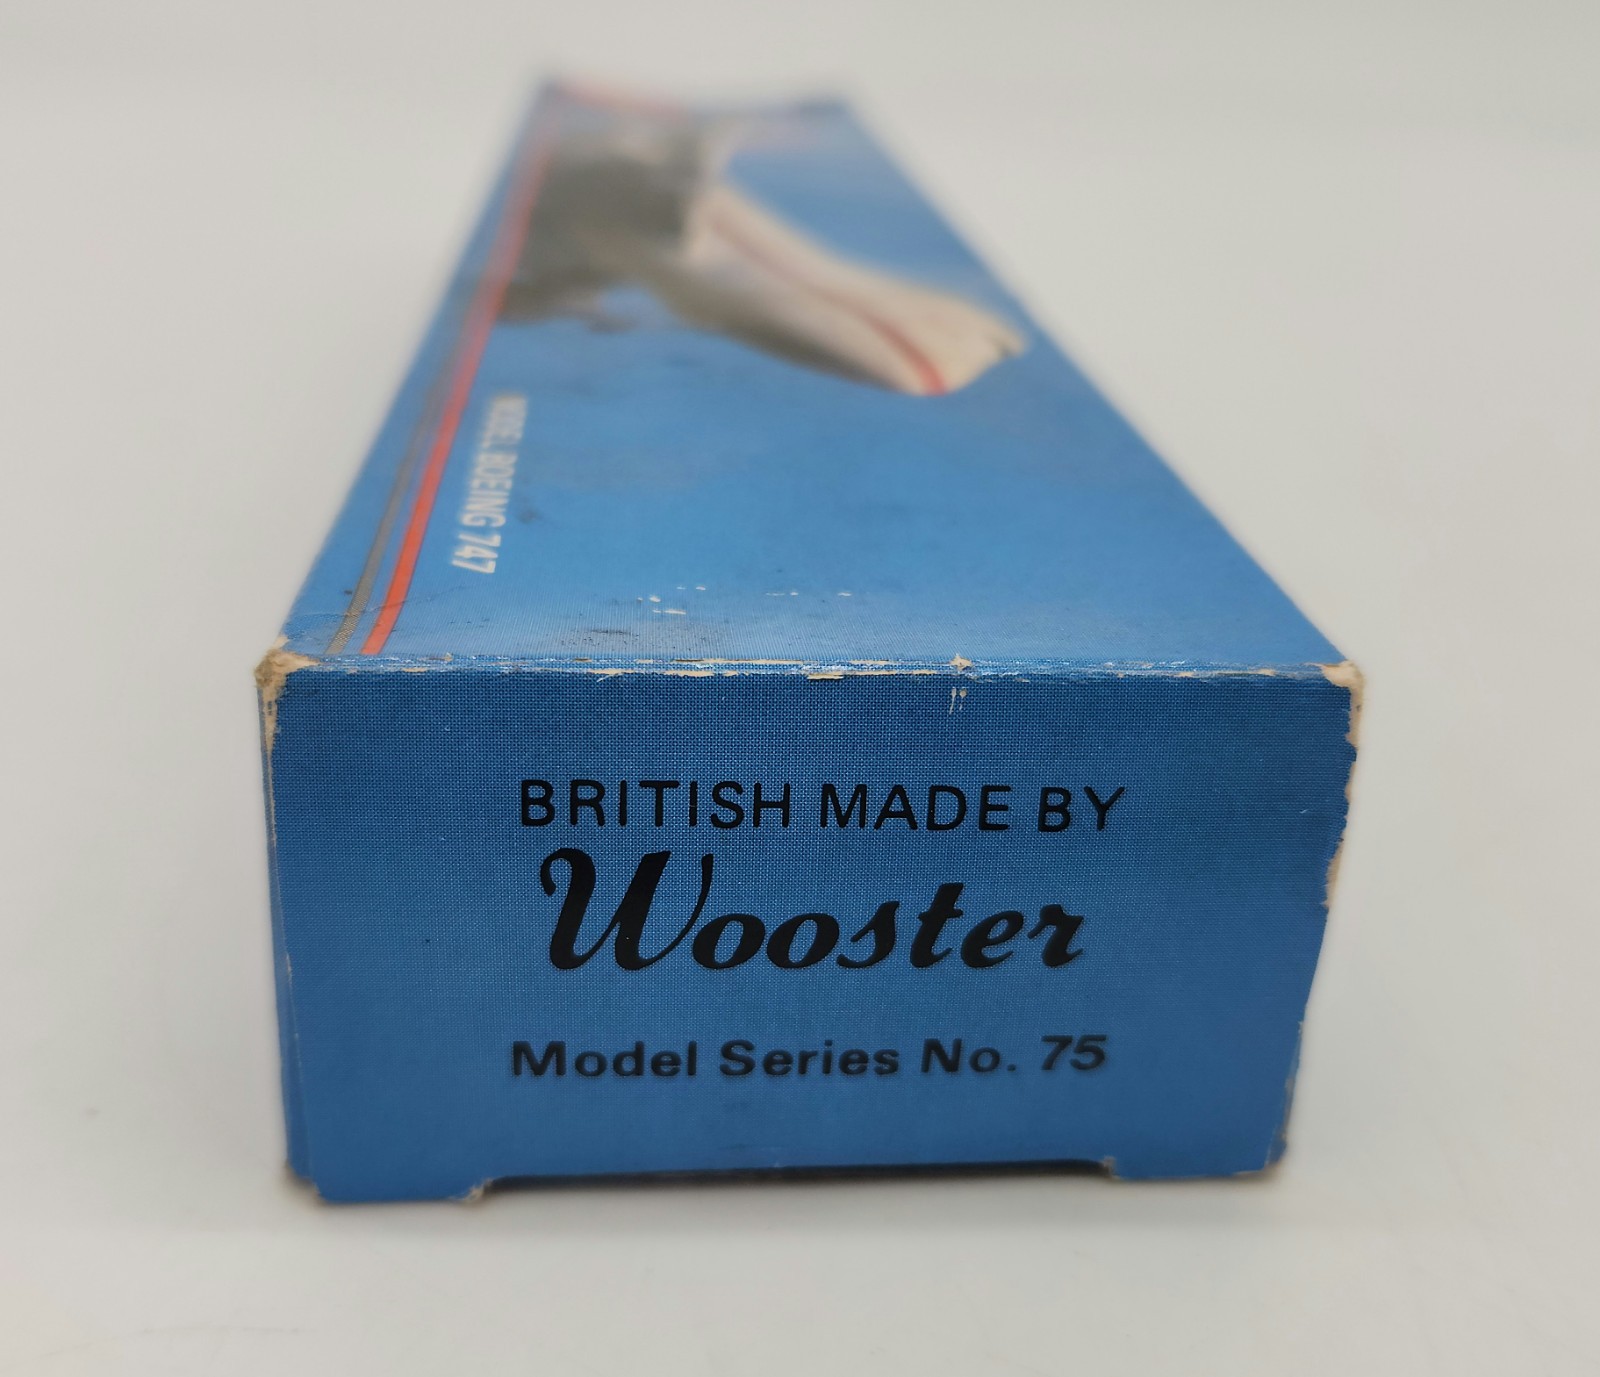 MODEL BOEING 747
BRITISH MADE BY
Wooster
Model Series No. 75